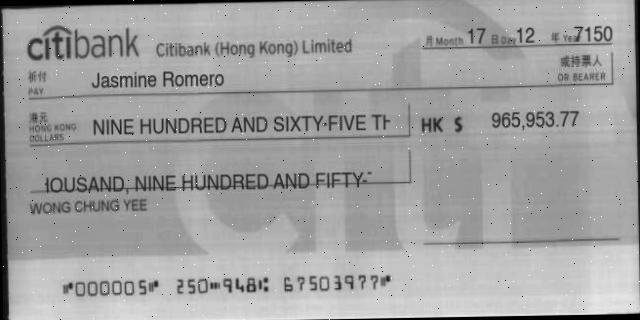 citibank Citibank (Hong Kong) Limited
月 Month 17 日 Day 12 年 Year 7150
祈付
PAY
Jasmine Romero
或持票人
OR BEARER
港元
HONG KONG
DOLLARS
NINE HUNDRED AND SIXTY-FIVE TH
HK $ 965,953.77
HOUSAND, NINE HUNDRED AND FIFTY-
WONG CHUNG YEE
⑈000005⑈ 250⑉948⑆ 67503977⑈